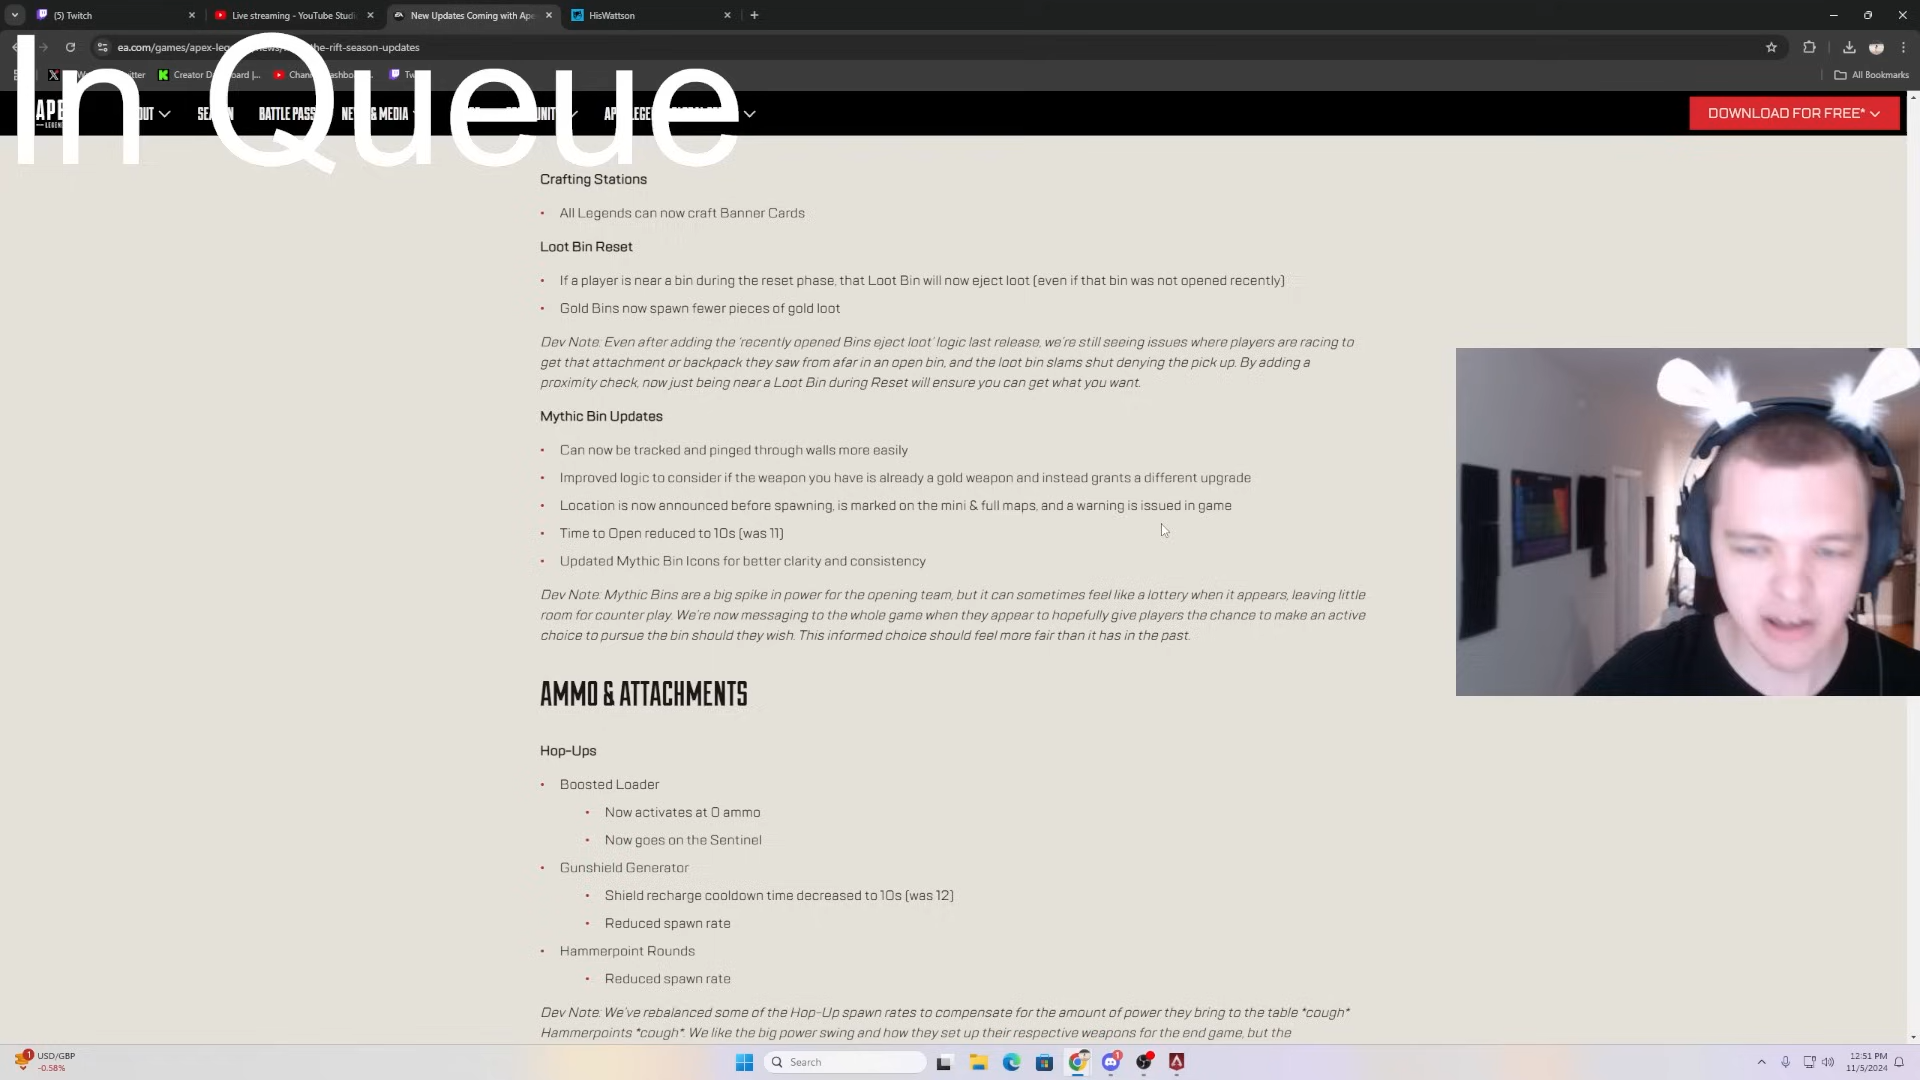 (5) Twitch
Live streaming - YouTube Studi
New Updates Coming with Ape
HisWattson
ea.com/games/apex-le
the-rift-season-updates
Creator D
All Bookmarks
In Queue
BATTLE PASS
DOWNLOAD FOR FREE*
Crafting Stations
• All Legends can now craft Banner Cards
Loot Bin Reset
• If a player is near a bin during the reset phase, that Loot Bin will now eject loot (even if that bin was not opened recently)
• Gold Bins now spawn fewer pieces of gold loot
Dev Note: Even after adding the 'recently opened Bins eject loot' logic last release, we're still seeing issues where players are racing to
get that attachment or backpack they saw from afar in an open bin, and the loot bin slams shut denying the pick up. By adding a
proximity check, now just being near a Loot Bin during Reset will ensure you can get what you want.
Mythic Bin Updates
• Can now be tracked and pinged through walls more easily
• Improved logic to consider if the weapon you have is already a gold weapon and instead grants a different upgrade
• Location is now announced before spawning, is marked on the mini & full maps, and a warning is issued in game
• Time to Open reduced to 10s (was 11)
• Updated Mythic Bin Icons for better clarity and consistency
Dev Note: Mythic Bins are a big spike in power for the opening team, but it can sometimes feel like a lottery when it appears, leaving little
room for counter play. We're now messaging to the whole game when they appear to hopefully give players the chance to make an active
choice to pursue the bin should they wish. This informed choice should feel more fair than it has in the past.
AMMO & ATTACHMENTS
Hop-Ups
• Boosted Loader
• Now activates at 0 ammo
• Now goes on the Sentinel
• Gunshield Generator
• Shield recharge cooldown time decreased to 10s (was 12)
• Reduced spawn rate
• Hammerpoint Rounds
• Reduced spawn rate
Dev Note: We've rebalanced some of the Hop-Up spawn rates to compensate for the amount of power they bring to the table *cough*
Hammerpoints *cough*. We like the big power swing and how they set up their respective weapons for the end game, but the
1
USD/GBP
-0.58%
Search
1
12:51 PM
11/5/2024